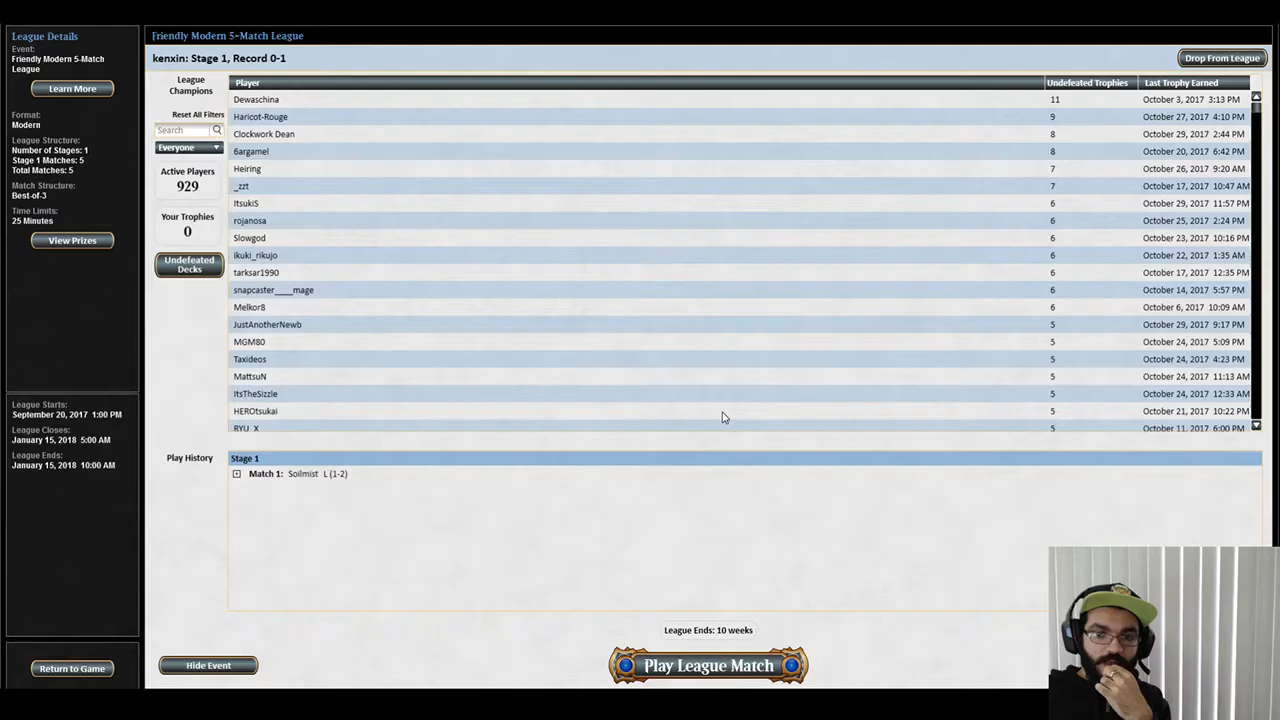 League Details
Event:
Friendly Modern 5-Match
League
Learn More
Format:
Modern
League Structure:
Number of Stages: 1
Stage 1 Matches: 5
Total Matches: 5
Match Structure:
Best-of-3
Time Limits:
25 Minutes
View Prizes
League Starts:
September 20, 2017 1:00 PM
League Closes:
January 15, 2018 5:00 AM
League Ends:
January 15, 2018 10:00 AM
Return to Game
Friendly Modern 5-Match League
kenxin: Stage 1, Record 0-1
Drop From League
League
Champions
Reset All Filters
Search
Everyone
Active Players
929
Your Trophies
0
Undefeated
Decks
Player Undefeated Trophies Last Trophy Earned
Dewaschina 11 October 3, 2017 3:13 PM
Haricot-Rouge 9 October 27, 2017 4:10 PM
Clockwork Dean 8 October 29, 2017 2:44 PM
6argamel 8 October 20, 2017 6:42 PM
Heiring 7 October 26, 2017 9:20 AM
_zzt 7 October 17, 2017 10:47 AM
ItsukiS 6 October 29, 2017 11:57 PM
rojanosa 6 October 25, 2017 2:24 PM
Slowgod 6 October 23, 2017 10:16 PM
ikuki_rikujo 6 October 22, 2017 1:35 AM
tarksar1990 6 October 17, 2017 12:35 PM
snapcaster____mage 6 October 14, 2017 5:57 PM
Melkor8 6 October 6, 2017 10:09 AM
JustAnotherNewb 5 October 29, 2017 9:17 PM
MGM80 5 October 24, 2017 5:09 PM
Taxideos 5 October 24, 2017 4:23 PM
MattsuN 5 October 24, 2017 11:13 AM
ItsTheSizzle 5 October 24, 2017 12:33 AM
HEROtsukai 5 October 21, 2017 10:22 PM
RYU_X 5 October 11, 2017 6:00 PM
Play History
Stage 1
Match 1: Soilmist L (1-2)
League Ends: 10 weeks
Hide Event
Play League Match